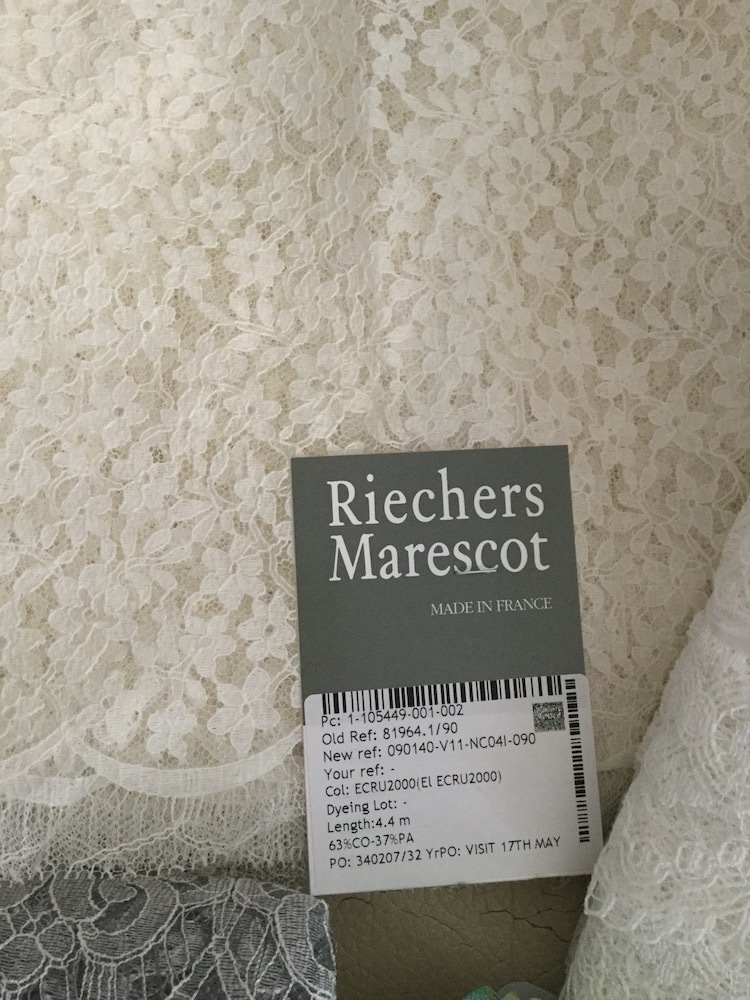 Riechers
Marescot
MADE IN FRANCE
Pc: 1-105449-001-002
Old Ref: 81964.1/90
New ref: 090140-V11-NC04I-090
Your ref: -
Col: ECRU2000(El ECRU2000)
Dyeing Lot: -
Length:4.4 m
63%CO-37%PA
PO: 340207/32 YrPO: VISIT 17TH MAY